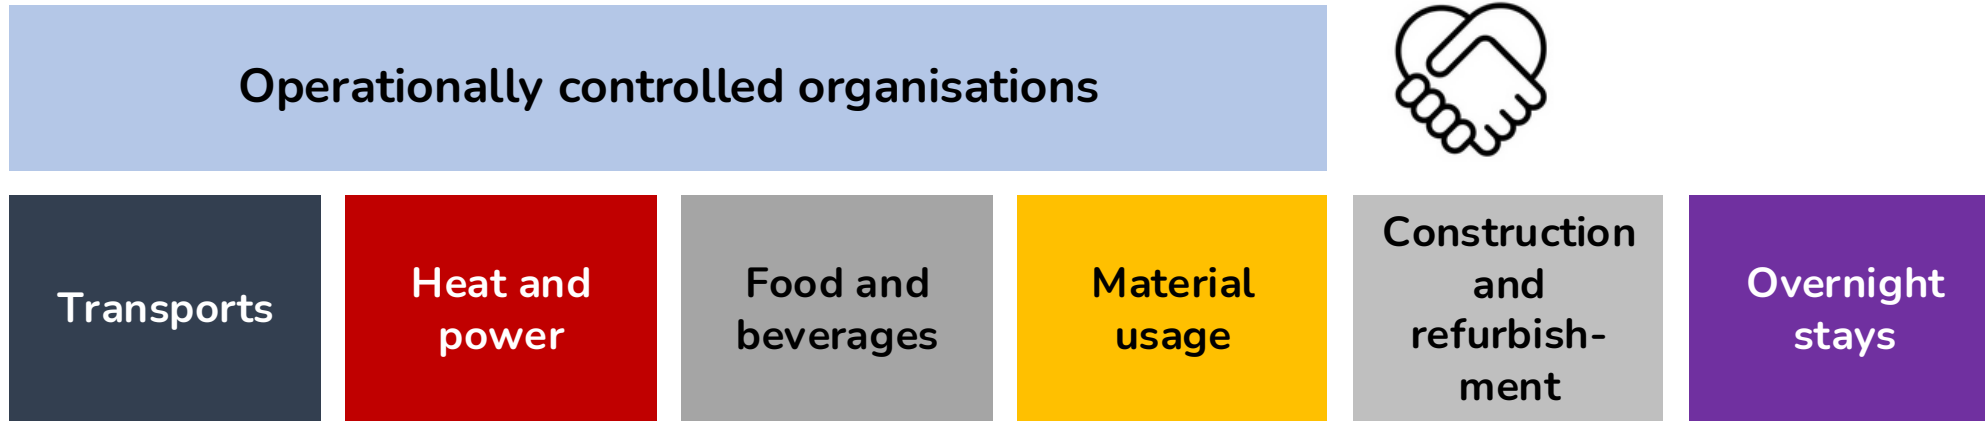 Operationally controlled organisations
Transports
Heat and
power
Food and
beverages
Material
usage
Construction
and
refurbish-
ment
Overnight
stays